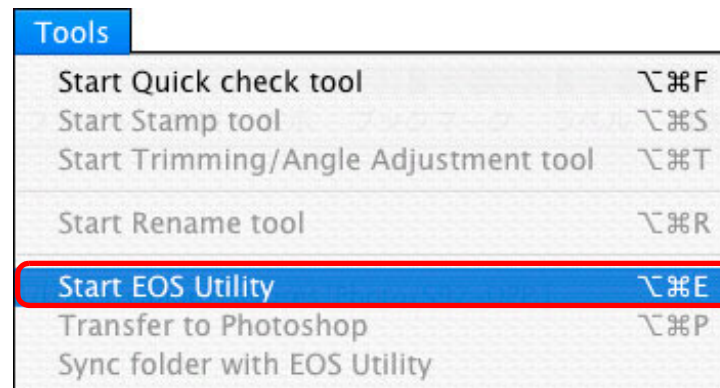 Tools
Start Quick check tool ⌥⌘F
Start Stamp tool ⌥⌘S
Start Trimming/Angle Adjustment tool ⌥⌘T
Start Rename tool ⌥⌘R
Start EOS Utility ⌥⌘E
Transfer to Photoshop ⌥⌘P
Sync folder with EOS Utility